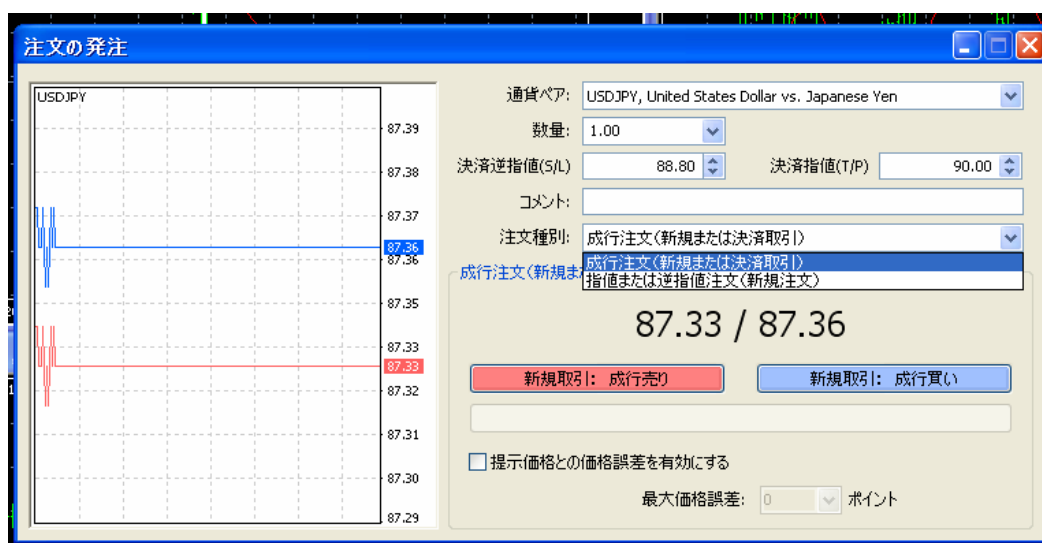 注文の発注
USDJPY
87.39
87.38
87.37
87.36
87.36
87.35
87.33
87.33
87.32
87.31
87.30
87.29
通貨ペア: USDJPY, United States Dollar vs. Japanese Yen
数量: 1.00
決済逆指値(S/L) 88.80 決済指値(T/P) 90.00
コメント:
注文種別: 成行注文(新規または決済取引)
成行注文(新規または決済取引)
指値または逆指値注文(新規注文)
成行注文(新規ま
87.33 / 87.36
新規取引: 成行売り 新規取引: 成行買い
提示価格との価格誤差を有効にする
最大価格誤差: 0 ポイント